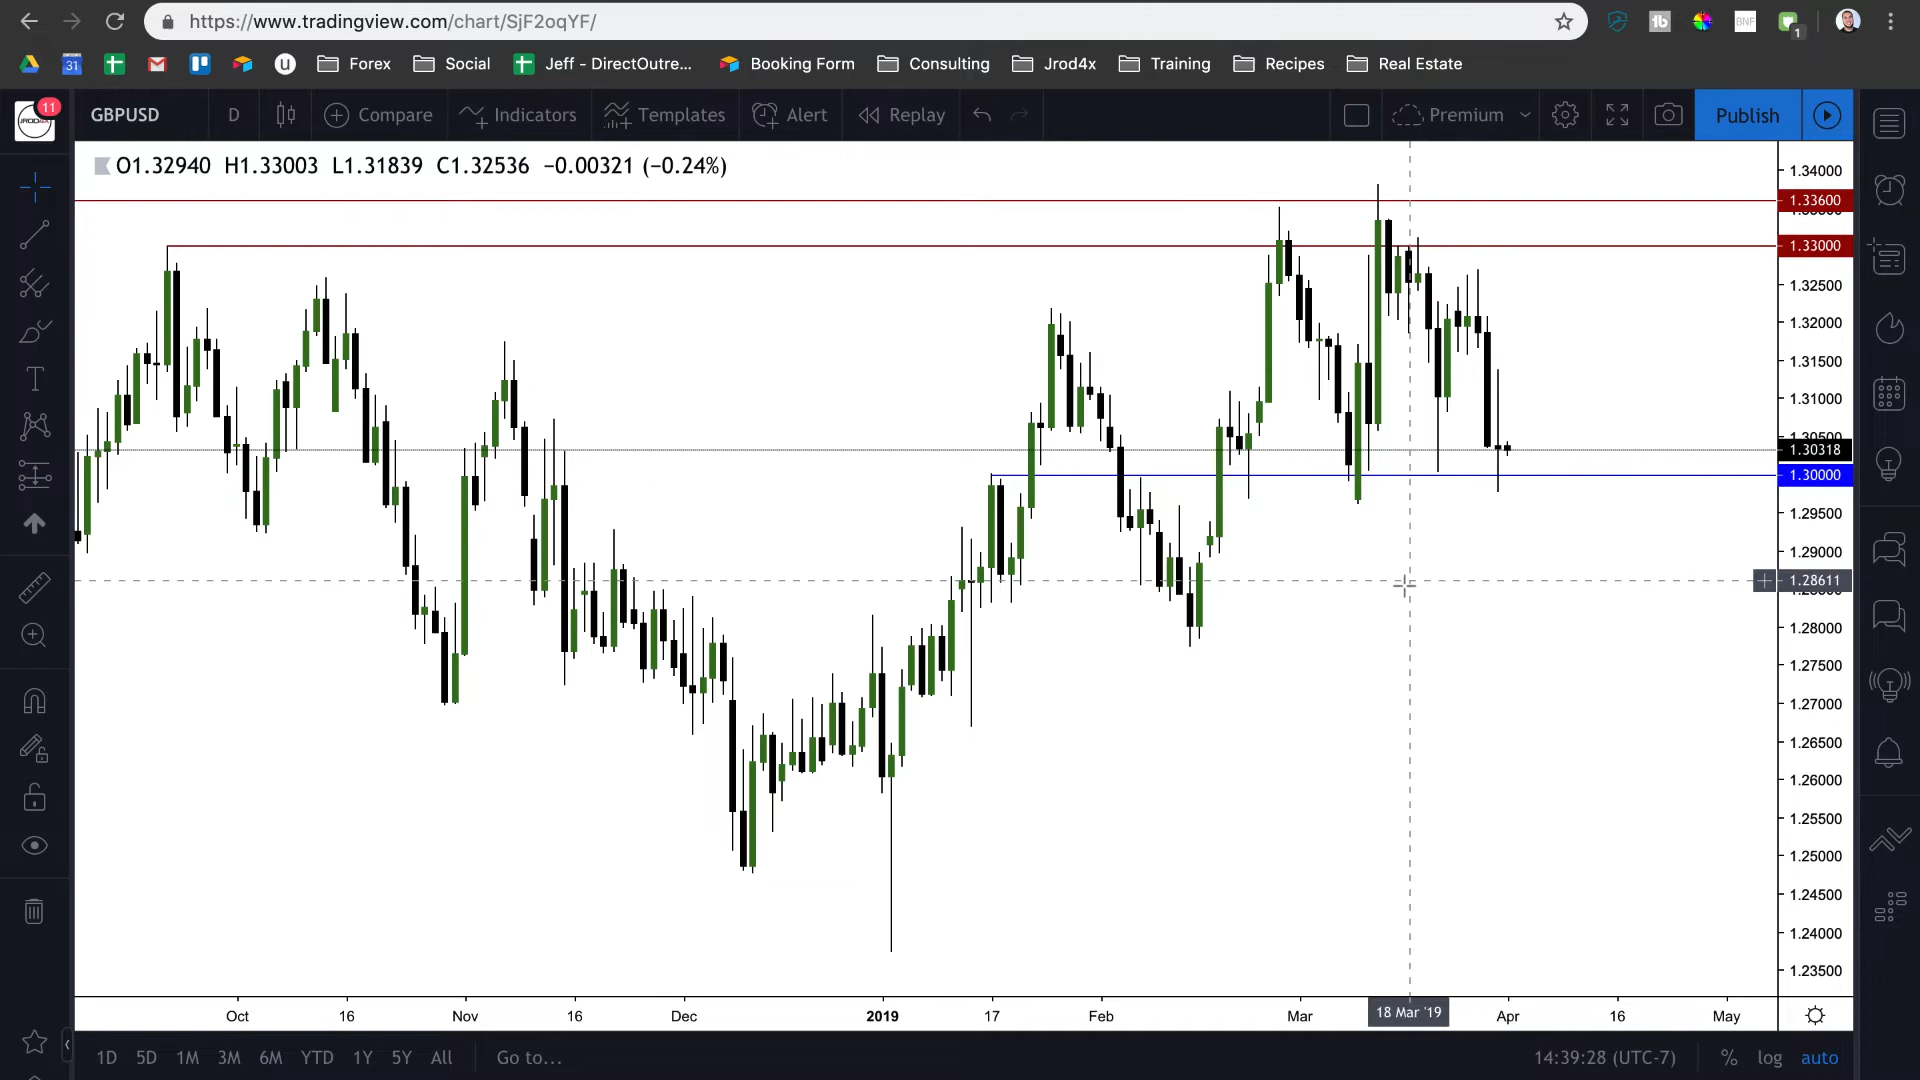 https://www.tradingview.com/chart/SjF2oqYF/
BNF
1
31
u
Forex
Social
Jeff - DirectOutre...
Booking Form
Consulting
Jrod4x
Training
Recipes
Real Estate
11
GBPUSD
D
Compare
Indicators
Templates
Alert
Replay
Premium
Publish
O1.32940 H1.33003 L1.31839 C1.32536 −0.00321 (−0.24%)
1.34000
1.33600
1.33000
1.32500
1.32000
1.31500
1.31000
1.30500
1.30318
1.30000
1.29500
1.29000
1.28611
1.28000
1.27500
1.27000
1.26500
1.26000
1.25500
1.25000
1.24500
1.24000
1.23500
Oct
16
Nov
16
Dec
2019
17
Feb
Mar
18 Mar '19
Apr
16
May
1D 5D 1M 3M 6M YTD 1Y 5Y All
Go to...
14:39:28 (UTC-7)
% log auto